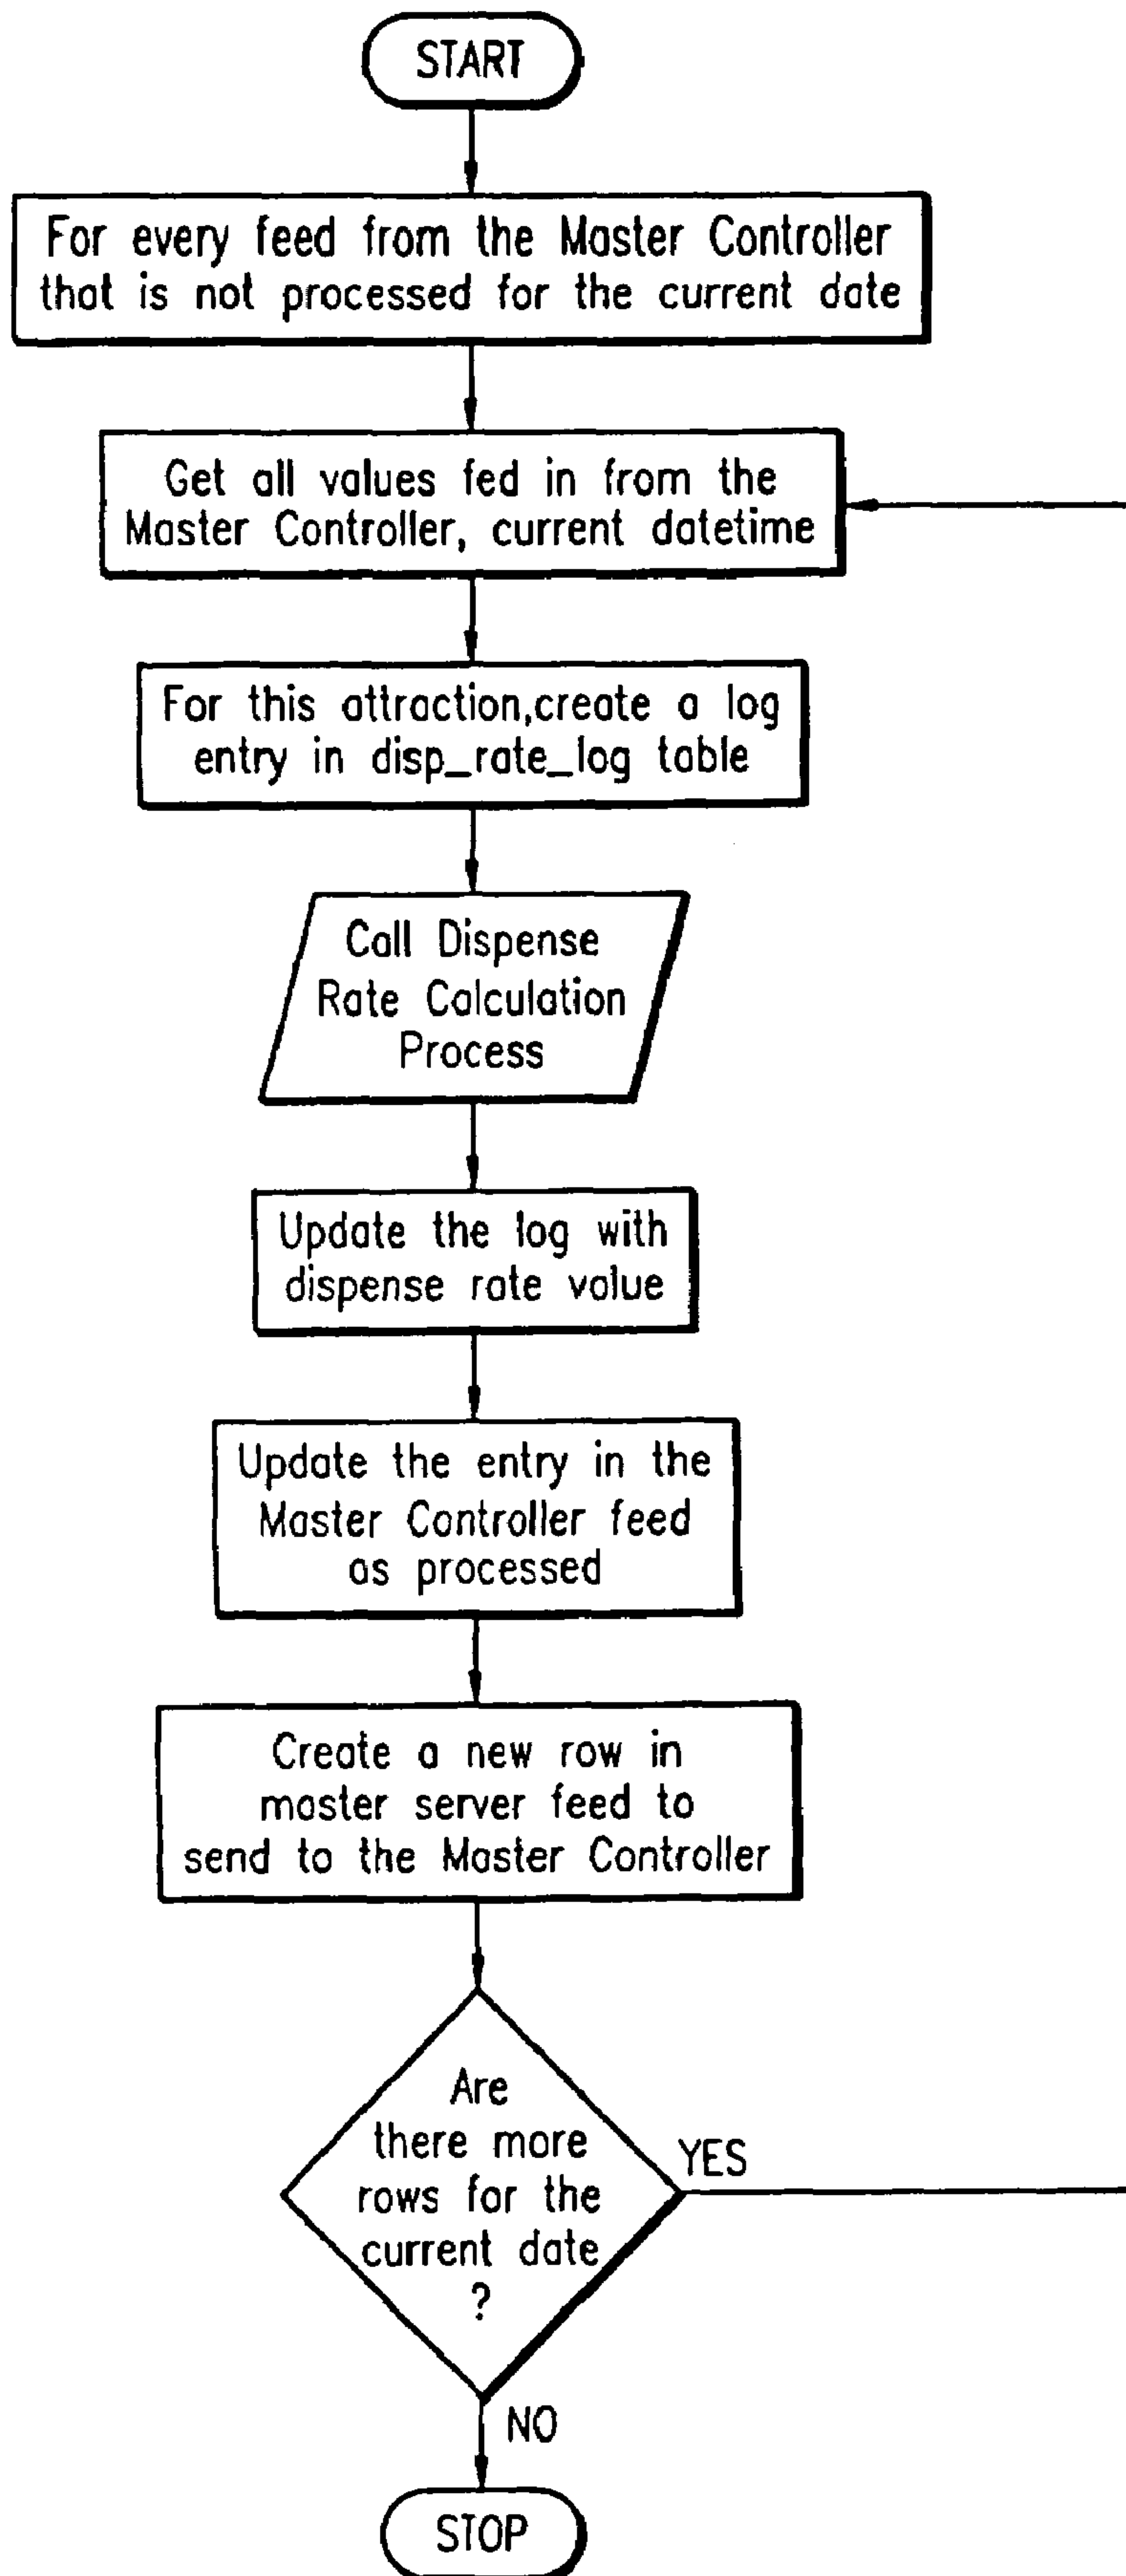 START
For every feed from the Master Controller
that is not processed for the current date
Get all values fed in from the
Master Controller, current datetime
For this attraction,create a log
entry in disp_rate_log table
Call Dispense
Rate Calculation
Process
Update the log with
dispense rate value
Update the entry in the
Master Controller feed
as processed
Create a new row in
master server feed to
send to the Master Controller
Are
there more
rows for the
current date
?
YES
NO
STOP